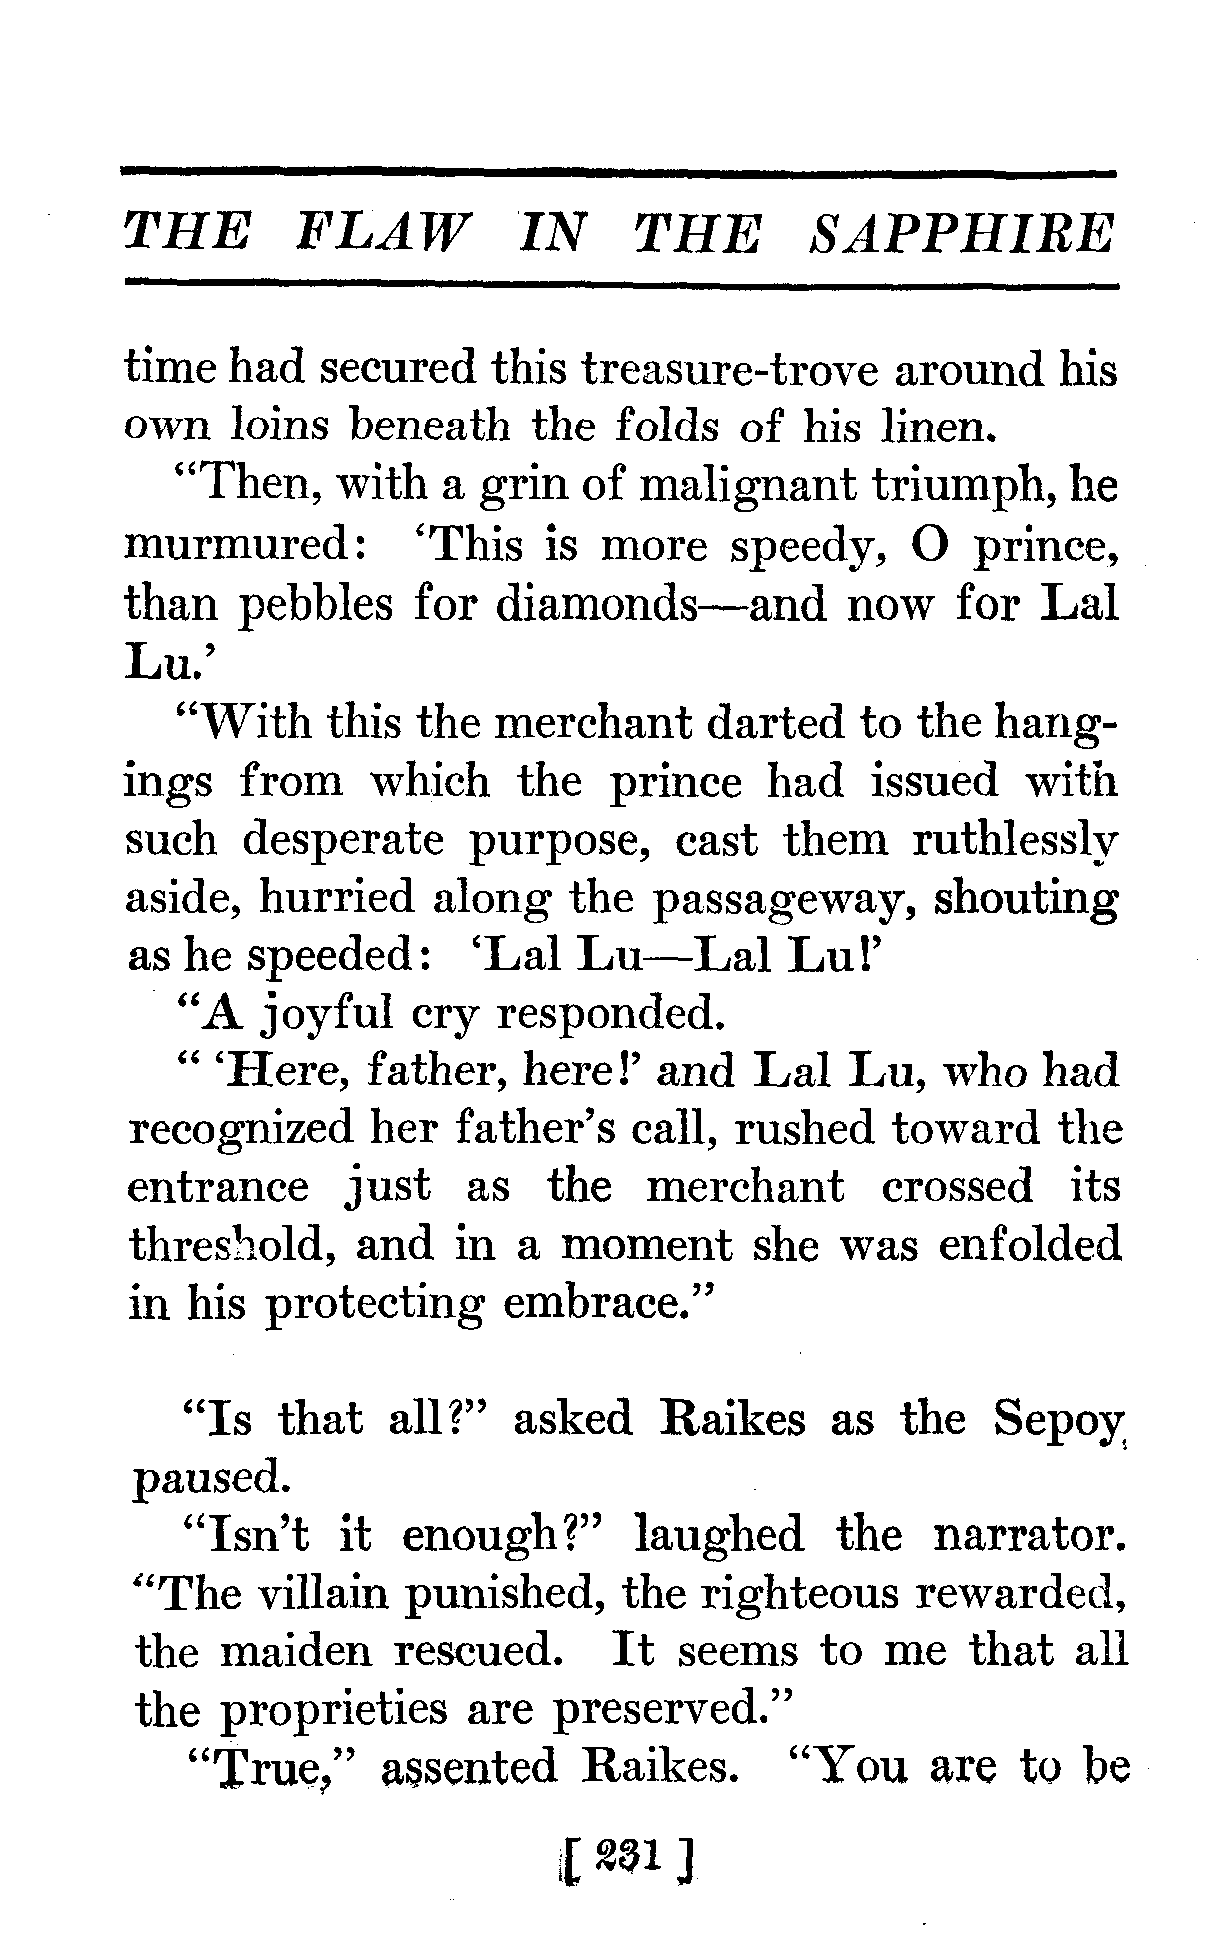 THE FLAW IN THE SAPPHIRE
time had secured this treasure-trove around his
own loins beneath the folds of his linen.
“Then, with a grin of malignant triumph, he
murmured: ‘This is more speedy, O prince,
than pebbles for diamonds—and now for Lal
Lu.’
“With this the merchant darted to the hang-
ings from which the prince had issued with
such desperate purpose, cast them ruthlessly
aside, hurried along the passageway, shouting
as he speeded: ‘Lal Lu—Lal Lu!’
“A joyful cry responded.
“ ‘Here, father, here!’ and Lal Lu, who had
recognized her father’s call, rushed toward the
entrance just as the merchant crossed its
threshold, and in a moment she was enfolded
in his protecting embrace.”
“Is that all?” asked Raikes as the Sepoy
paused.
“Isn’t it enough?” laughed the narrator.
“The villain punished, the righteous rewarded,
the maiden rescued. It seems to me that all
the proprieties are preserved.”
“True,” assented Raikes. “You are to be
[ 231 ]